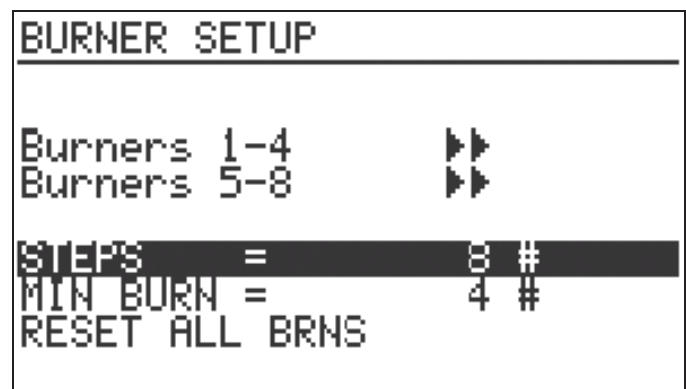 BURNER SETUP
Burners 1-4 ▶▶
Burners 5-8 ▶▶
STEPS = 8 #
MIN BURN = 4 #
RESET ALL BRNS